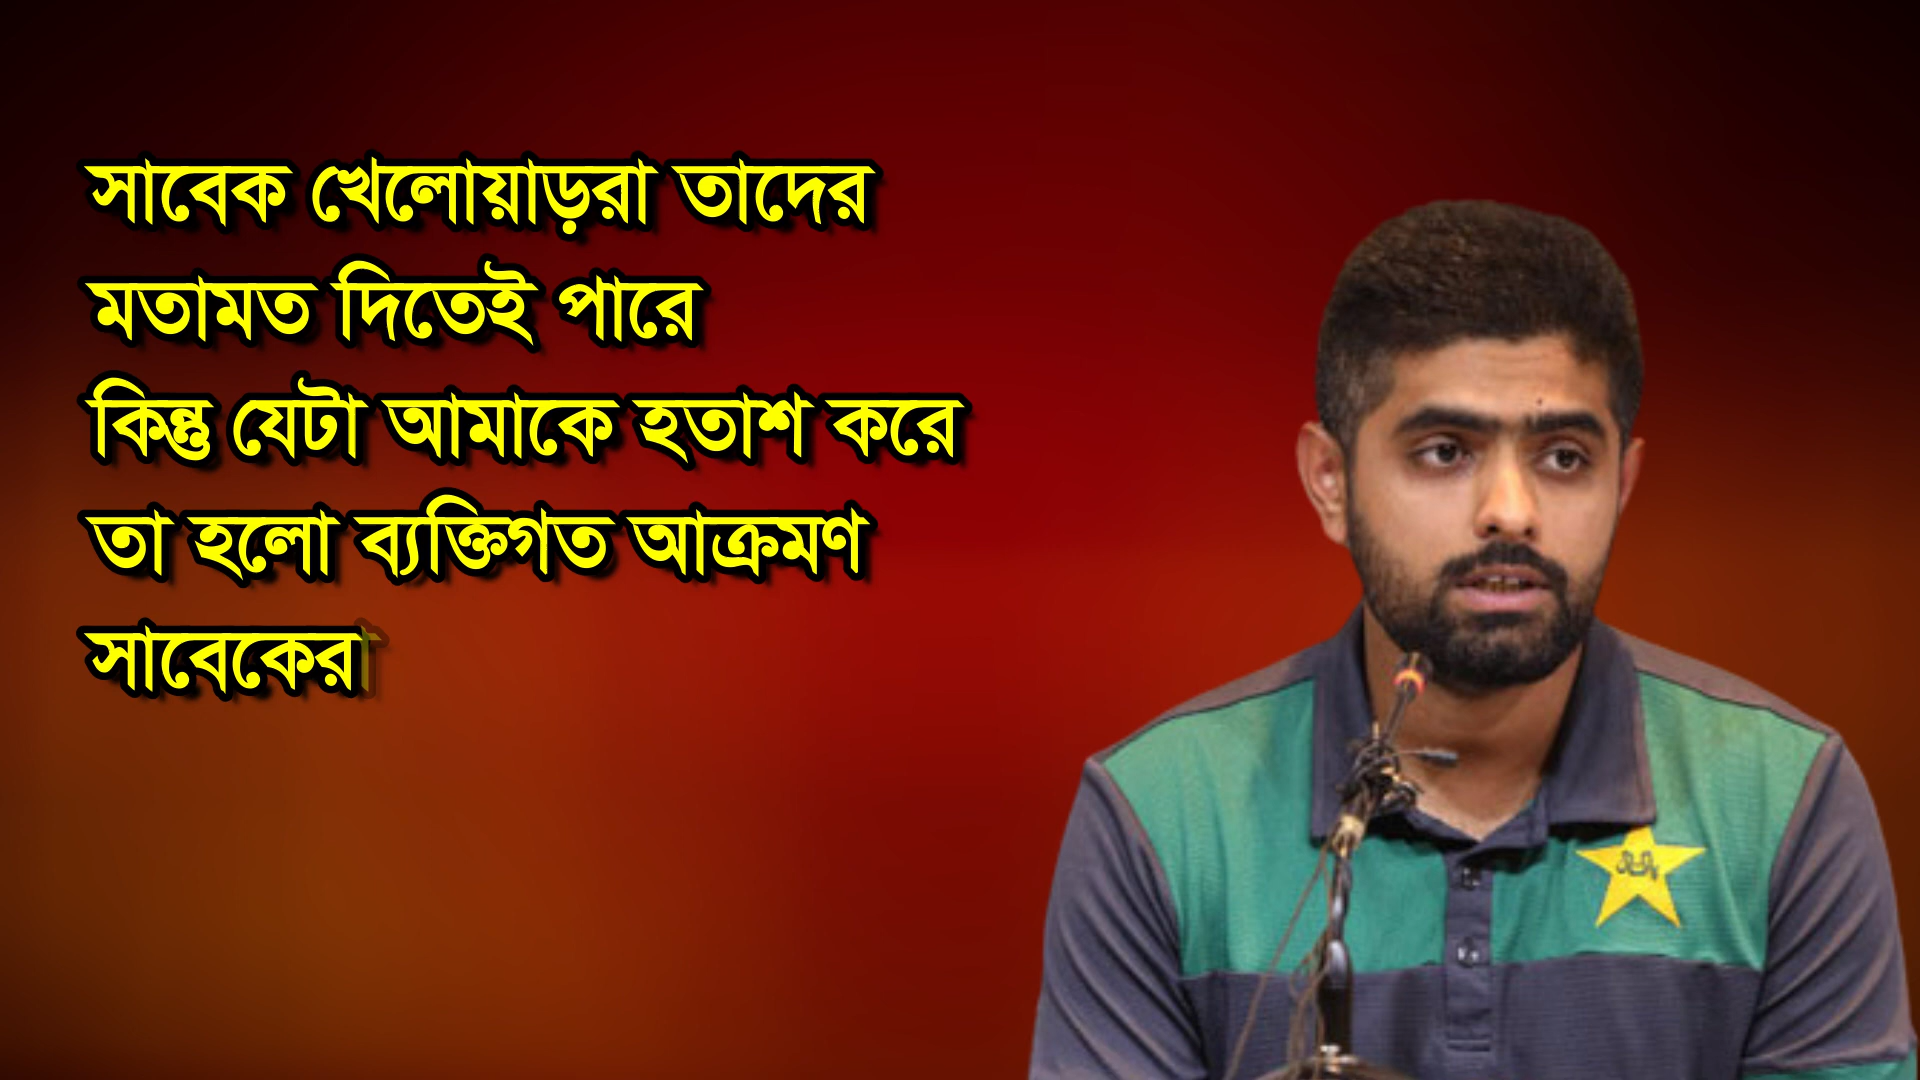 সাবেক খেলোয়াড়রা তাদের
মতামত দিতেই পারে
কিন্তু যেটা আমাকে হতাশ করে
তা হলো ব্যক্তিগত আক্রমণ
সাবেকেরা